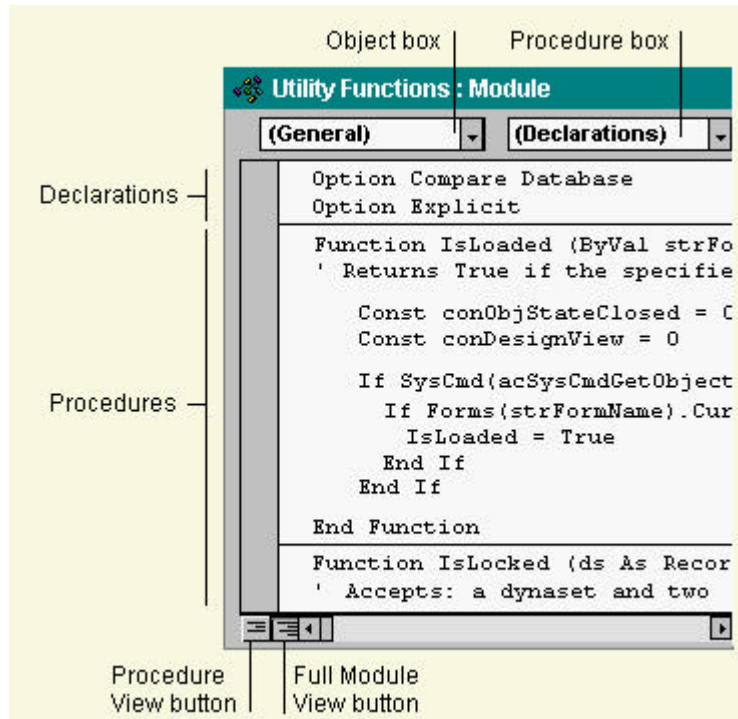 Object box Procedure box
Utility Functions : Module
(General) (Declarations)
Declarations
Option Compare Database
Option Explicit
Procedures
Function IsLoaded (ByVal strFo
' Returns True if the specifie
Const conObjStateClosed = 0
Const conDesignView = 0
If SysCmd(acSysCmdGetObject
If Forms(strFormName).Cur
IsLoaded = True
End If
End If
End Function
Function IsLocked (ds As Recor
' Accepts: a dynaset and two
Procedure
View button
Full Module
View button